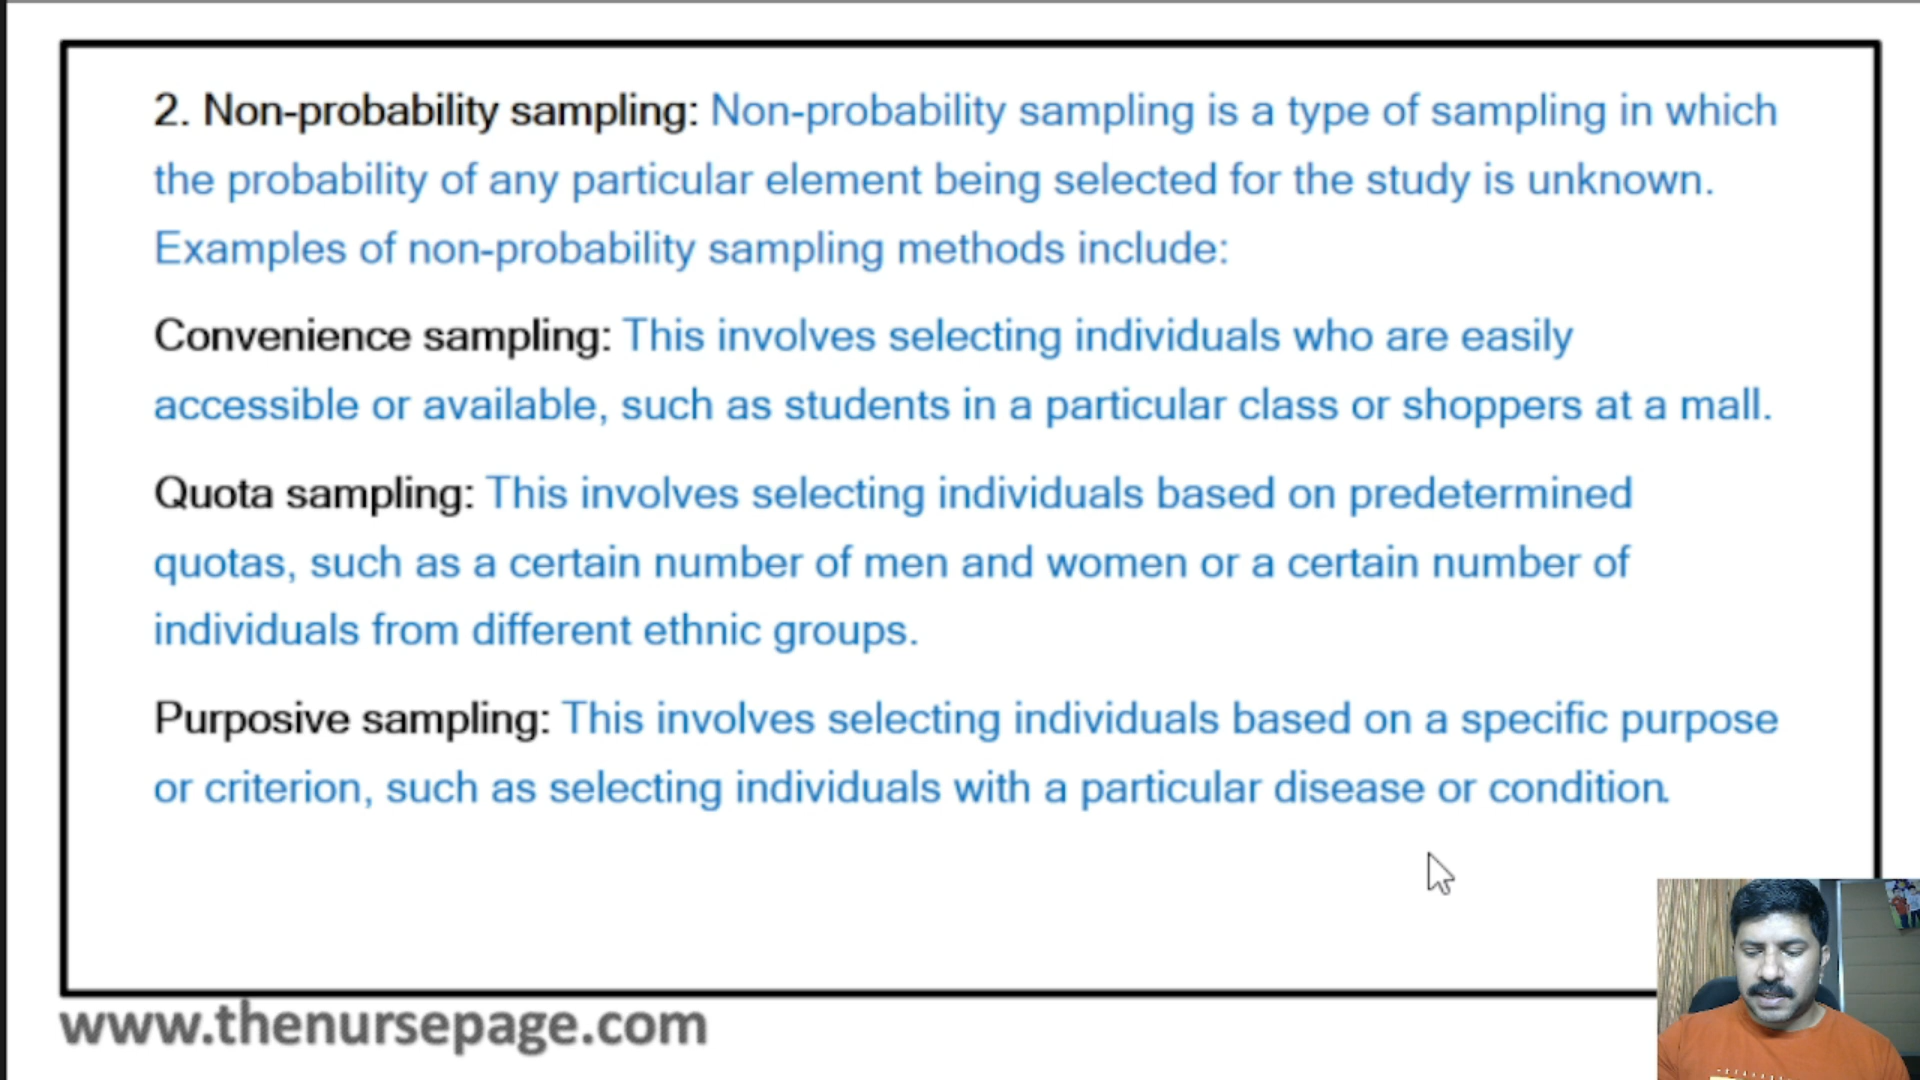 2. Non-probability sampling: Non-probability sampling is a type of sampling in which
the probability of any particular element being selected for the study is unknown.
Examples of non-probability sampling methods include:
Convenience sampling: This involves selecting individuals who are easily
accessible or available, such as students in a particular class or shoppers at a mall.
Quota sampling: This involves selecting individuals based on predetermined
quotas, such as a certain number of men and women or a certain number of
individuals from different ethnic groups.
Purposive sampling: This involves selecting individuals based on a specific purpose
or criterion, such as selecting individuals with a particular disease or condition.
www.thenursepage.com